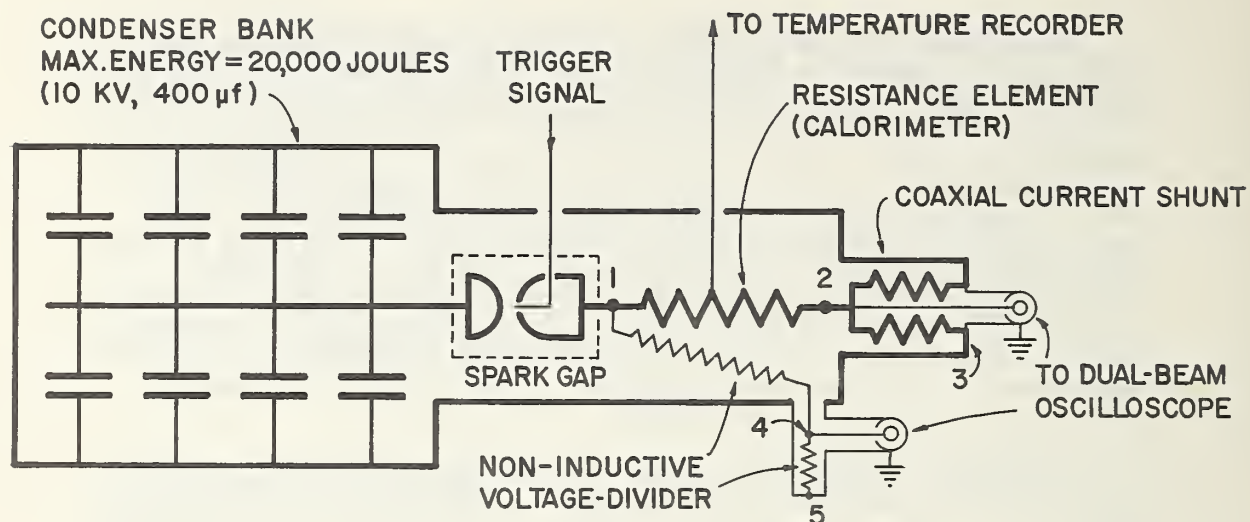 CONDENSER BANK
MAX.ENERGY=20,000 JOULES
(10 KV, 400 µf)
TRIGGER
SIGNAL
TO TEMPERATURE RECORDER
RESISTANCE ELEMENT
(CALORIMETER)
COAXIAL CURRENT SHUNT
1
2
SPARK GAP
3
TO DUAL-BEAM
OSCILLOSCOPE
4
NON-INDUCTIVE
VOLTAGE-DIVIDER
5